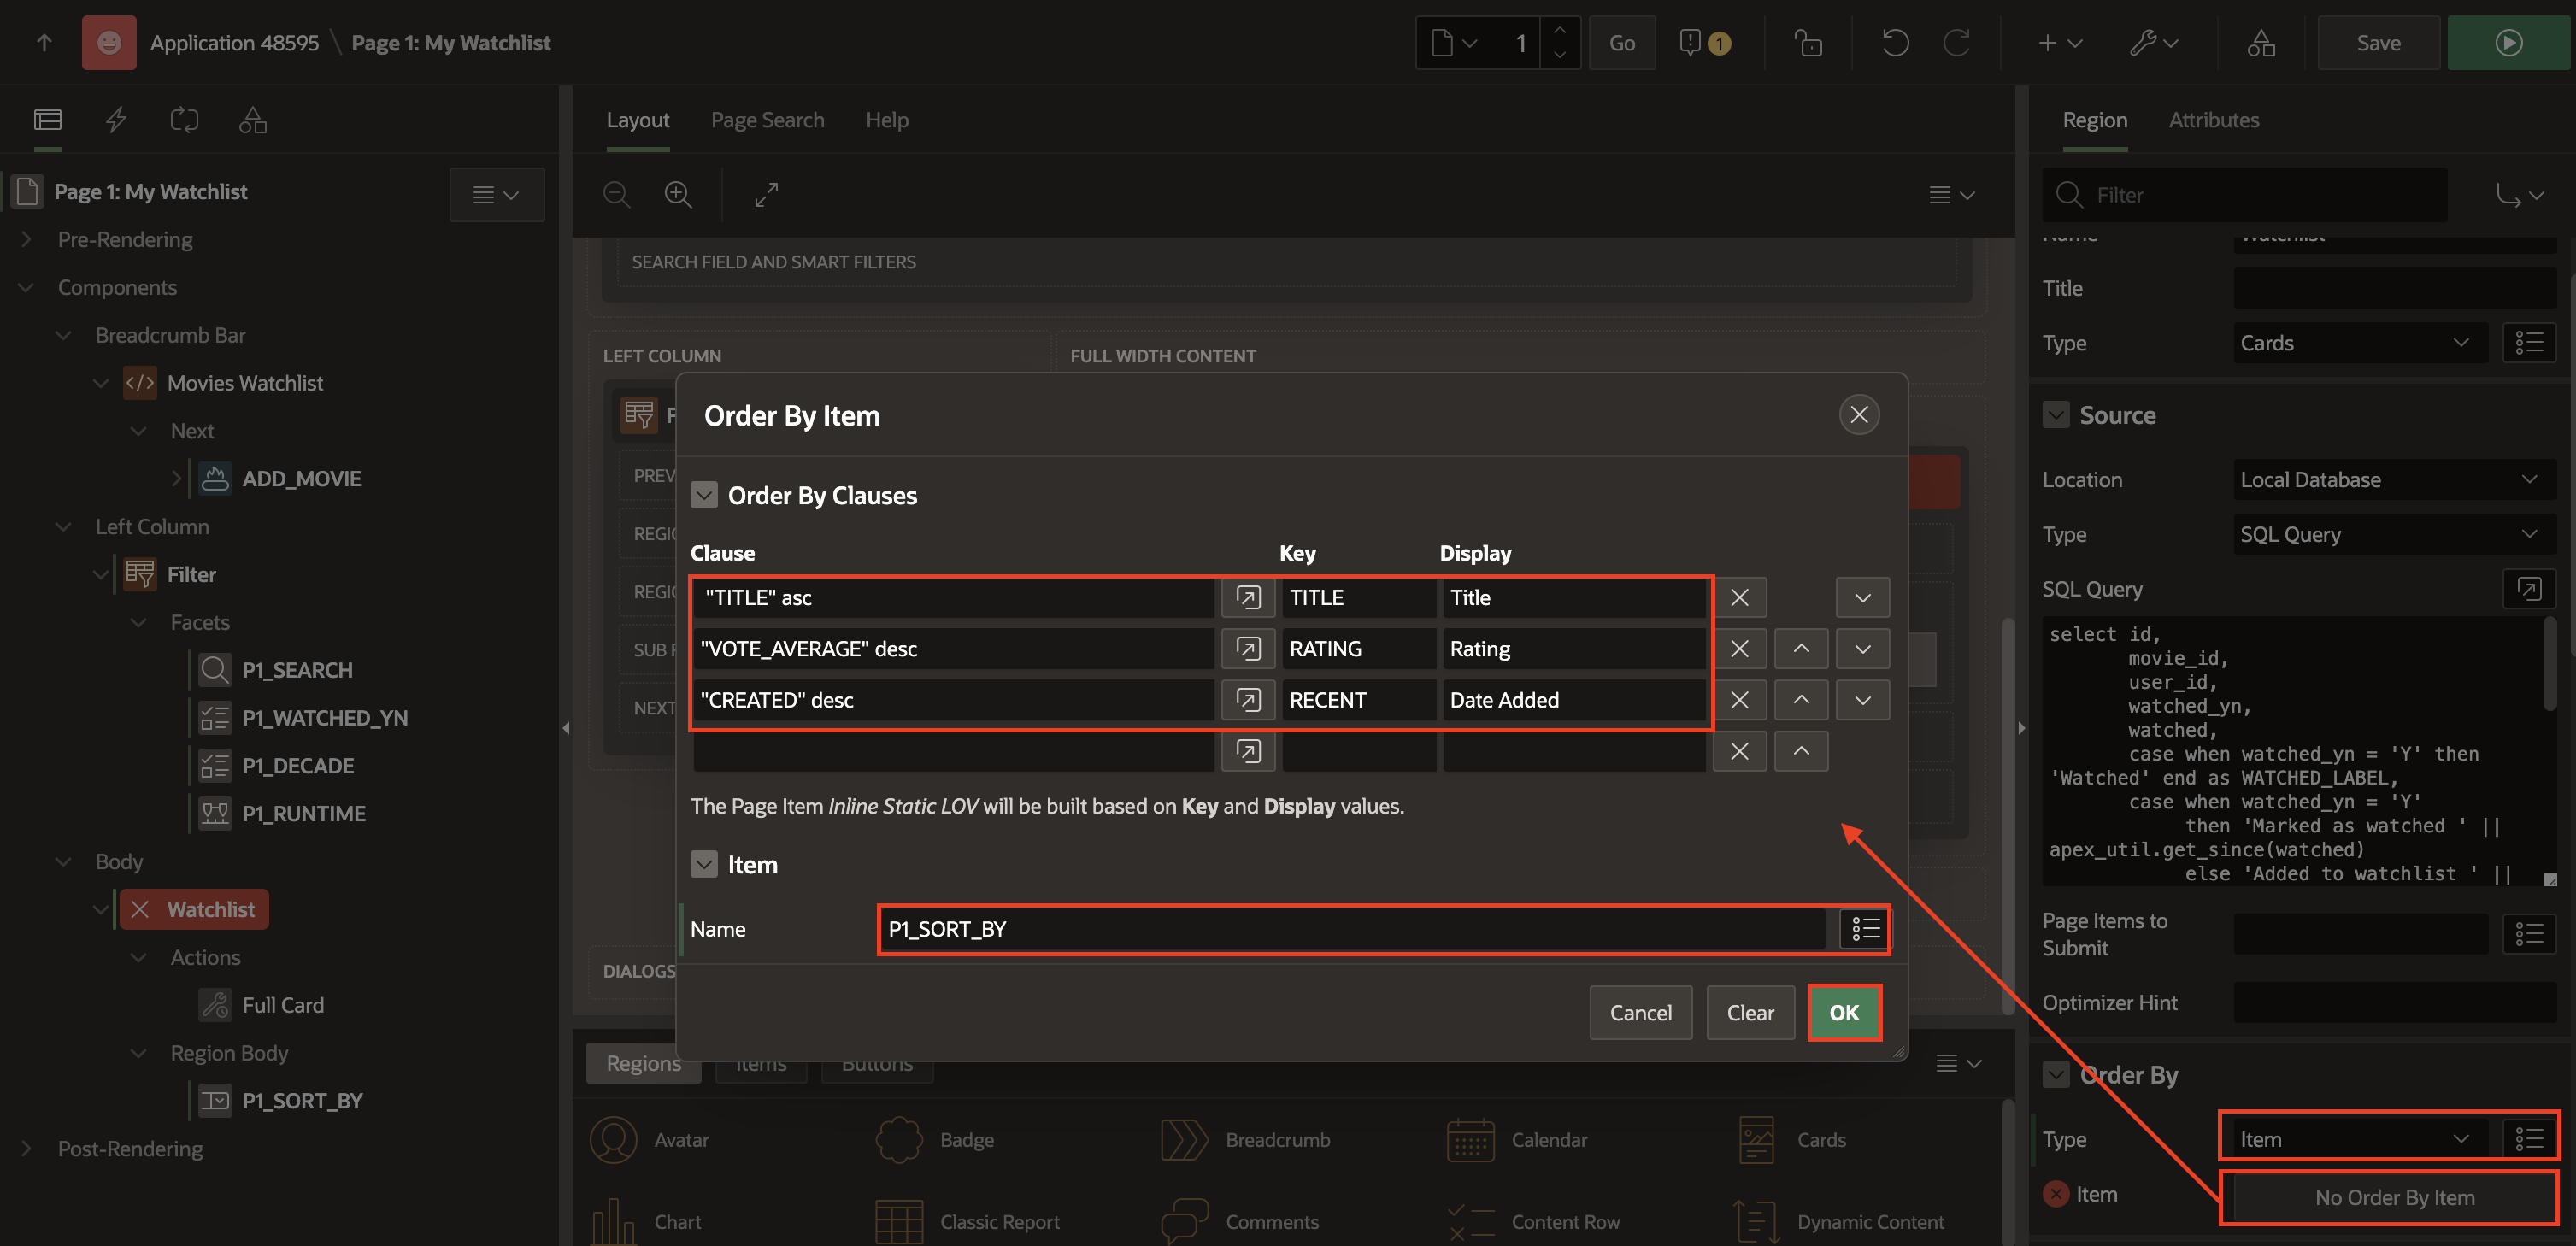 Application 48595 \ Page 1: My Watchlist
1
Go
1
Save
Page 1: My Watchlist
Pre-Rendering
Components
Breadcrumb Bar
Movies Watchlist
Next
ADD_MOVIE
Left Column
Filter
Facets
P1_SEARCH
P1_WATCHED_YN
P1_DECADE
P1_RUNTIME
Body
Watchlist
Actions
Full Card
Region Body
P1_SORT_BY
Post-Rendering
Layout
Page Search
Help
SEARCH FIELD AND SMART FILTERS
LEFT COLUMN
FULL WIDTH CONTENT
F
PREV
REGIO
REGIO
SUB R
NEXT
DIALOGS
Order By Item
Order By Clauses
Clause Key Display
"TITLE" asc TITLE Title
"VOTE_AVERAGE" desc RATING Rating
"CREATED" desc RECENT Date Added
The Page Item Inline Static LOV will be built based on Key and Display values.
Item
Name P1_SORT_BY
Cancel Clear OK
Regions Items Buttons
Avatar Badge Breadcrumb Calendar Cards
Chart Classic Report Comments Content Row Dynamic Content
Region Attributes
Filter
Name Watchlist
Title
Type Cards
Source
Location Local Database
Type SQL Query
SQL Query
select id,
movie_id,
user_id,
watched_yn,
watched,
case when watched_yn = 'Y' then
'Watched' end as WATCHED_LABEL,
case when watched_yn = 'Y'
then 'Marked as watched ' ||
apex_util.get_since(watched)
else 'Added to watchlist ' ||
Page Items to
Submit
Optimizer Hint
Order By
Type Item
Item No Order By Item